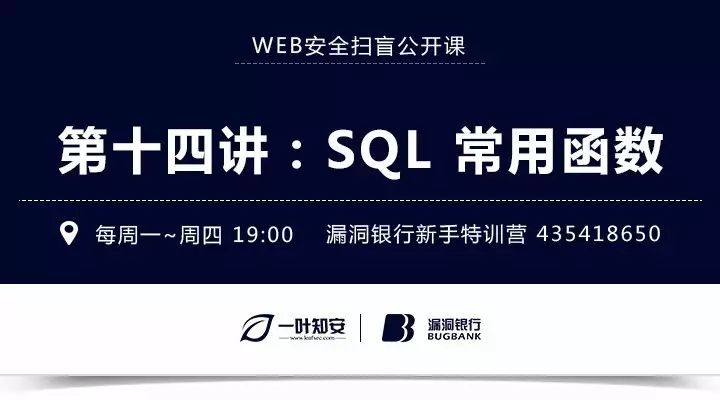 WEB安全扫盲公开课
第十四讲：SQL 常用函数
每周一~周四 19:00 漏洞银行新手特训营 435418650
一叶知安
www.leafsec.com
漏洞银行
BUGBANK